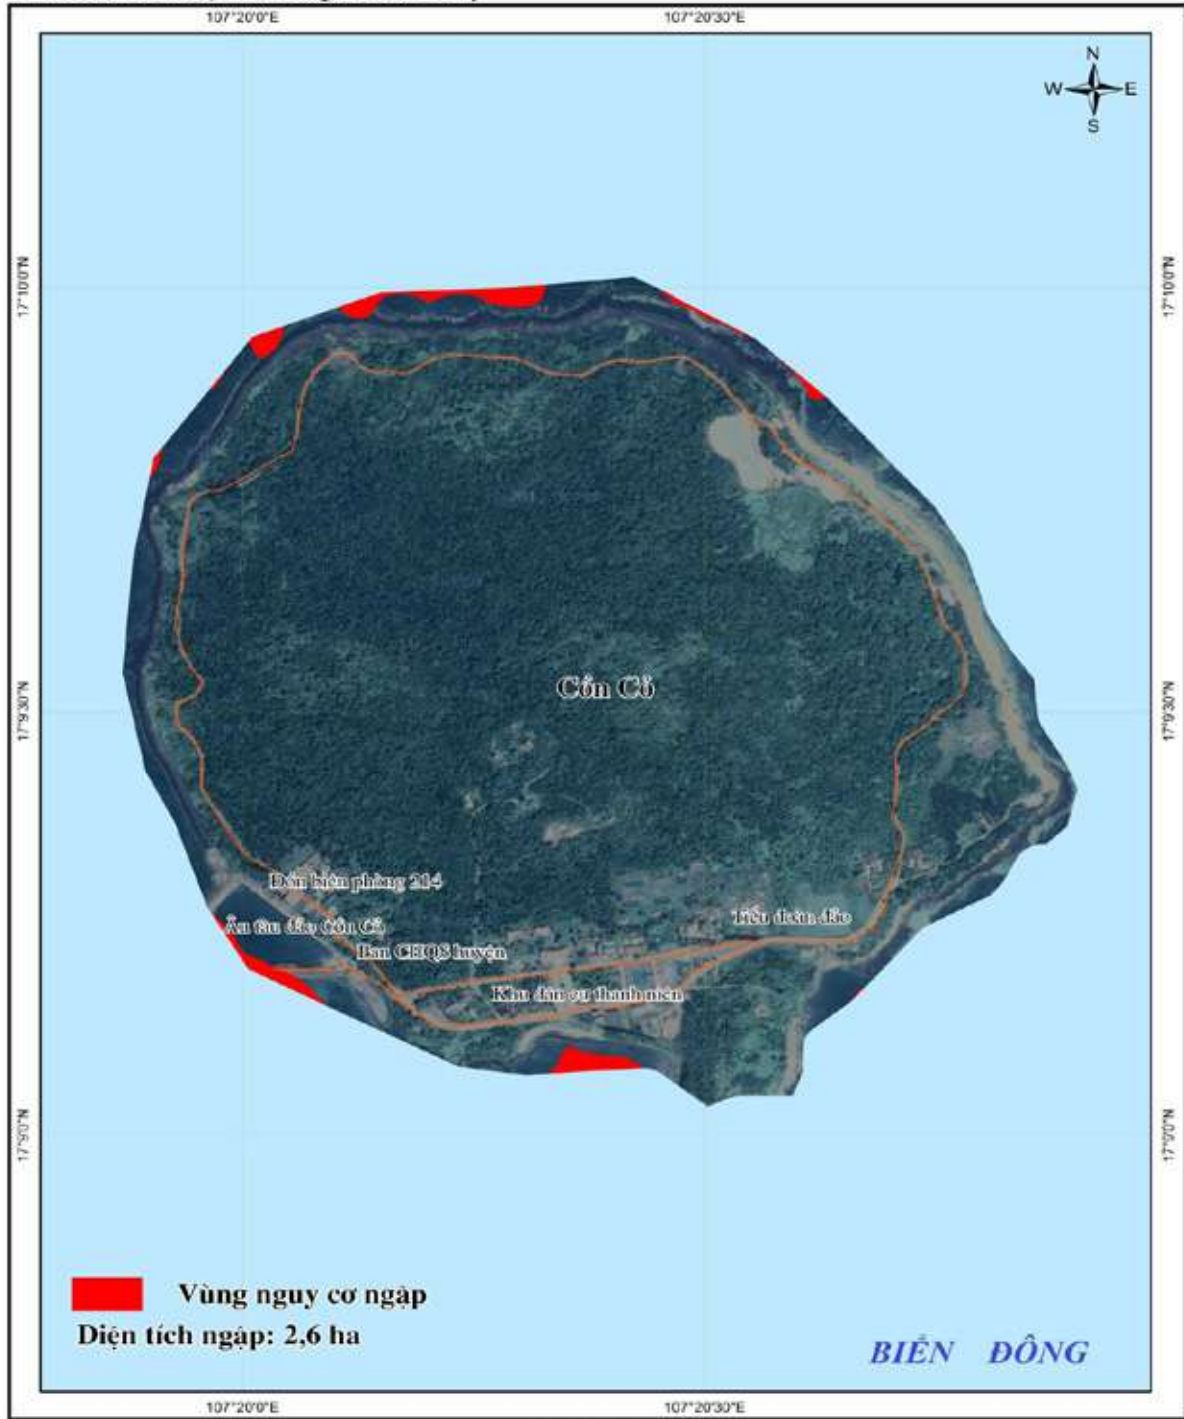 107°20'0"E 107°20'30"E
N
W E
S
17°10'0"N 17°10'0"N
Cồn Cỏ
17°9'30"N 17°9'30"N
Đồn biên phòng 214
Âu tàu đảo Cồn Cỏ
Tiểu đoàn đảo
Ban CHQS huyện
Khu dân cư thanh niên
17°9'0"N 17°9'0"N
Vùng nguy cơ ngập
Diện tích ngập: 2,6 ha
BIỂN ĐÔNG
107°20'0"E 107°20'30"E